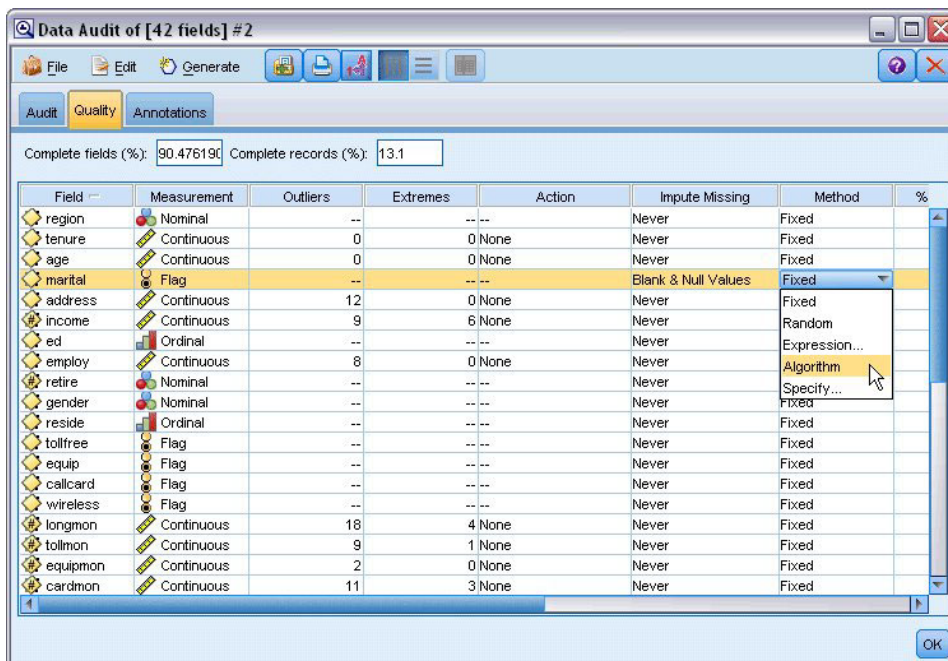 Data Audit of [42 fields] #2
File Edit Generate
Audit Quality Annotations
Complete fields (%): 90.476190 Complete records (%): 13.1
Field Measurement Outliers Extremes Action Impute Missing Method %
region Nominal -- -- -- Never Fixed
tenure Continuous 0 0 None Never Fixed
age Continuous 0 0 None Never Fixed
marital Flag -- -- -- Blank & Null Values Fixed
address Continuous 12 0 None Never Fixed
income Continuous 9 6 None Never Random
ed Ordinal -- -- -- Never Expression...
employ Continuous 8 0 None Never Algorithm
retire Nominal -- -- -- Never Specify...
gender Nominal -- -- -- Never Fixed
reside Ordinal -- -- -- Never Fixed
tollfree Flag -- -- -- Never Fixed
equip Flag -- -- -- Never Fixed
callcard Flag -- -- -- Never Fixed
wireless Flag -- -- -- Never Fixed
longmon Continuous 18 4 None Never Fixed
tollmon Continuous 9 1 None Never Fixed
equipmon Continuous 2 0 None Never Fixed
cardmon Continuous 11 3 None Never Fixed
OK